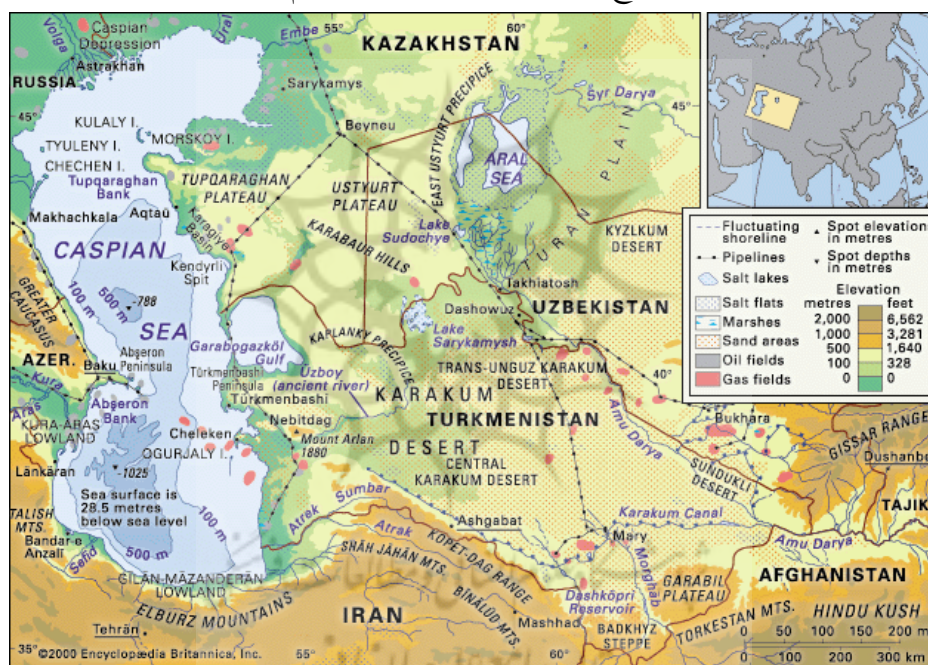 Volga
Caspian
Depression
Ural
Embe
55°
60°
KAZAKHSTAN
Astrakhan
RUSSIA
Sarykamys
45°
45°
Syr Darya
KULALY I.
TYULENY I.
CHECHEN I.
MORSKOY I.
Beyneu
EAST USTYURT PRECIPICE
ARAL
SEA
TURAN PLAIN
Tupqaraghan
Bank
TUPQARAGHAN
PLATEAU
USTYURT
PLATEAU
Makhachkala
Aqtaū
Karagiye
Basin
Lake
Sudochye
KYZLKUM
DESERT
CASPIAN
SEA
KARABAUR HILLS
Kendyrli
Spit
GREATER
CAUCASUS
100 m
500 m
-788
Takhiatosh
Dashowuz
UZBEKISTAN
KAPLANKY PRECIPICE
Lake
Sarykamysh
Garabogazköl
Gulf
AZER.
Baku
Abşeron
Peninsula
Türkmenbashi
Peninsula
Türkmenbashi
Üzboy
(ancient river)
TRANS-UNGUZ KARAKUM
DESERT
40°
40°
Kura
Aras
Abşeron
Bank
KURA-ARAS
LOWLAND
KARAKUM
DESERT
TURKMENISTAN
Nebitdag
Mount Arlan
1880
Amu Darya
Bukhara
GISSAR RANGE
Dushanbe
Cheleken
OGURJALY I.
Länkäran
-1025
CENTRAL
KARAKUM DESERT
SUNDUKLI
DESERT
TAJIK
Sea surface is
28.5 metres
below sea level
100 m
Atrek
Sumbar
Ashgabat
Karakum Canal
Amu Darya
TALISH
MTS.
Bandar-e
Anzalī
Sefid
500 m
Atrak
SHĀH JAHĀN MTS.
KOPET-DAG RANGE
Mary
Morghab
GARABIL
PLATEAU
AFGHANISTAN
GILAN-MĀZANDERĀN
LOWLAND
ELBURZ MOUNTAINS
IRAN
BĪNĀLŪD MTS.
Mashhad
Dashköpri
Reservoir
BADKHYZ
STEPPE
TORKESTAN MTS.
HINDU KUSH
Tehrān
35°
©2000 Encyclopædia Britannica, Inc.
55°
60°
0 50 100 150 200 mi
0 100 200 300 km
Fluctuating
shoreline
Pipelines
Salt lakes
Salt flats
Marshes
Sand areas
Oil fields
Gas fields
Spot elevation
in metres
Spot depths
in metres
Elevation
metres feet
2,000 6,562
1,000 3,281
500 1,640
100 328
0 0